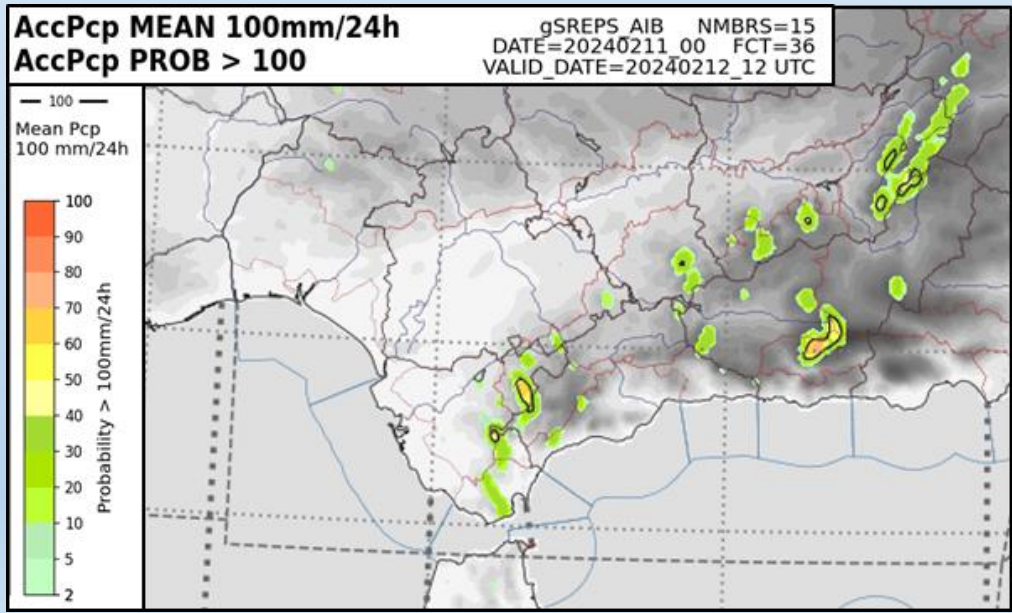 AccPcp MEAN 100mm/24h
AccPcp PROB > 100
gSREPS_AIB NMBRS=15
DATE=20240211_00 FCT=36
VALID_DATE=20240212_12 UTC
100
Mean Pcp
100 mm/24h
100
90
80
70
60
50
40
30
20
10
5
2
Probability > 100mm/24h